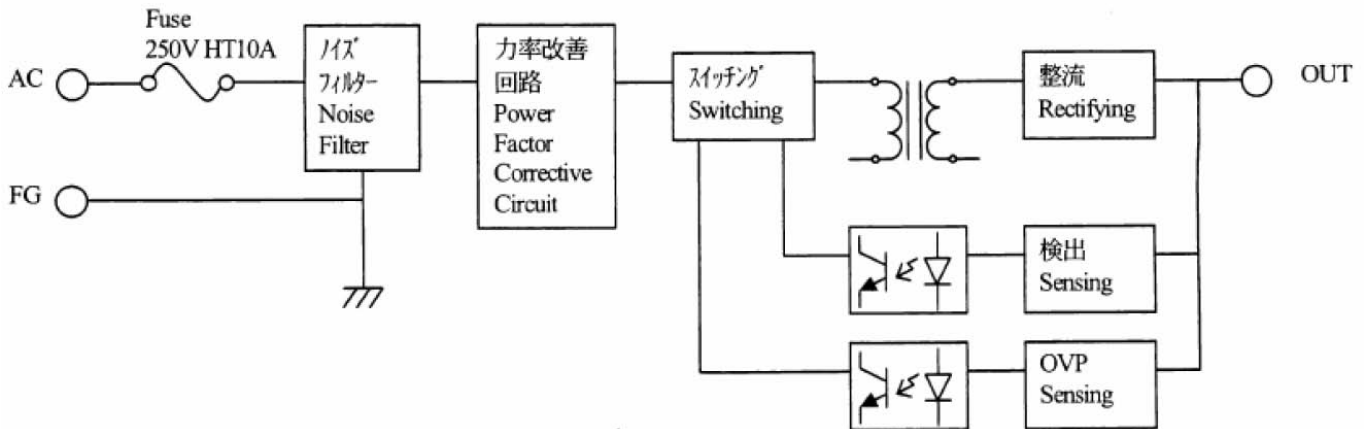 Fuse
250V HT10A
AC
FG
ﾉｲｽﾞ
ﾌｨﾙﾀｰ
Noise
Filter
力率改善
回路
Power
Factor
Corrective
Circuit
ｽｲｯﾁﾝｸﾞ
Switching
整流
Rectifying
OUT
検出
Sensing
OVP
Sensing